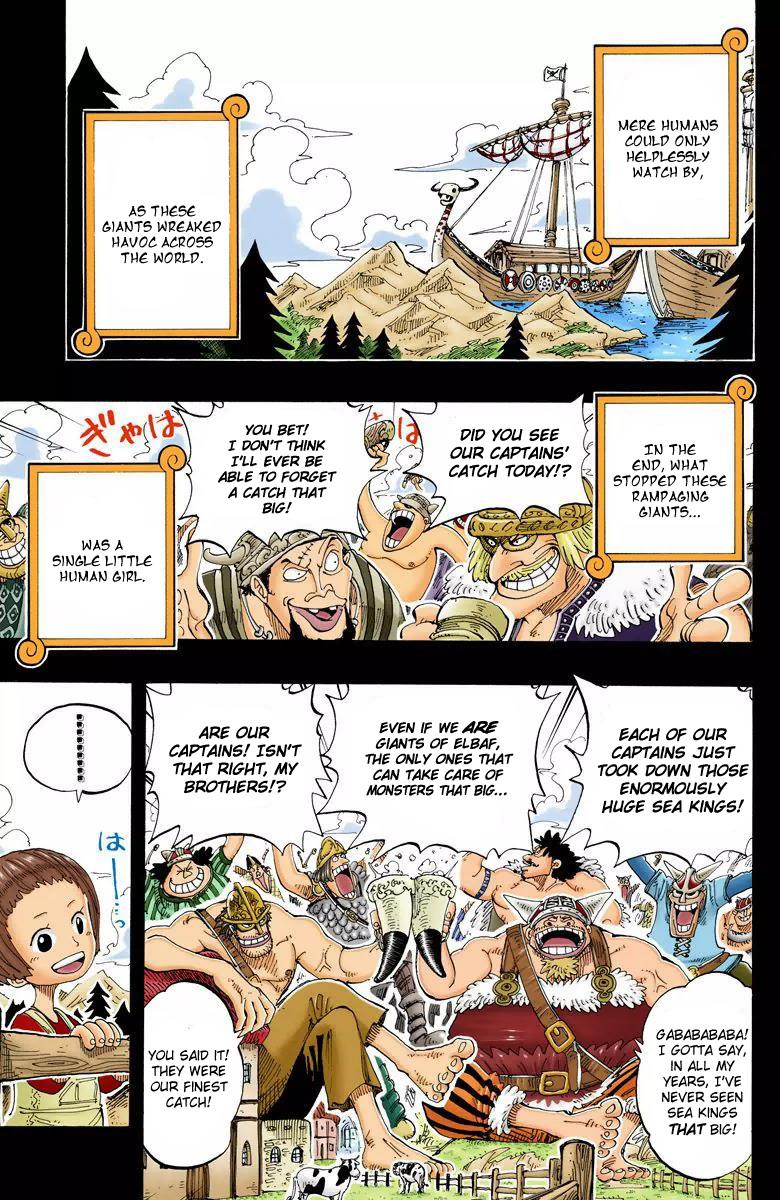 MERE HUMANS
COULD ONLY
HELDLESSLY
WATCH BY,
AS THESE
GIANTS WREAKED
HAVOC ACROSS
THE WORLD.
IN THE
END, WHAT
STOPPED THESE
RAMPAGING
GIANTS...
DID YOU SEE
OUR CAPTAINS'
CATCH TODAY!?
は
YOU BET!
I DON'T THINK
I'LL EVER BE
ABLE TO FORGET
A CATCH THAT
BIG!
ぎゃは
WAS A
SINGLE LITTLE
HUMAN GIRL.
EACH OF OUR
CAPTAINS JUST
TOOK DOWN THOSE
ENORMOUSLY
HUGE SEA KINGS!
EVEN IF WE ARE
GIANTS OF ELBAF,
THE ONLY ONES THAT
CAN TAKE CARE OF
MONSTERS THAT BIG...
ARE OUR
CAPTAINS! ISN'T
THAT RIGHT, MY
BROTHERS!?
GABABABABA!
I GOTTA SAY,
IN ALL MY
YEARS, I'VE
NEVER SEEN
SEA KINGS
THAT BIG!
YOU SAID IT!
THEY WERE
OUR FINEST
CATCH!
はーっ